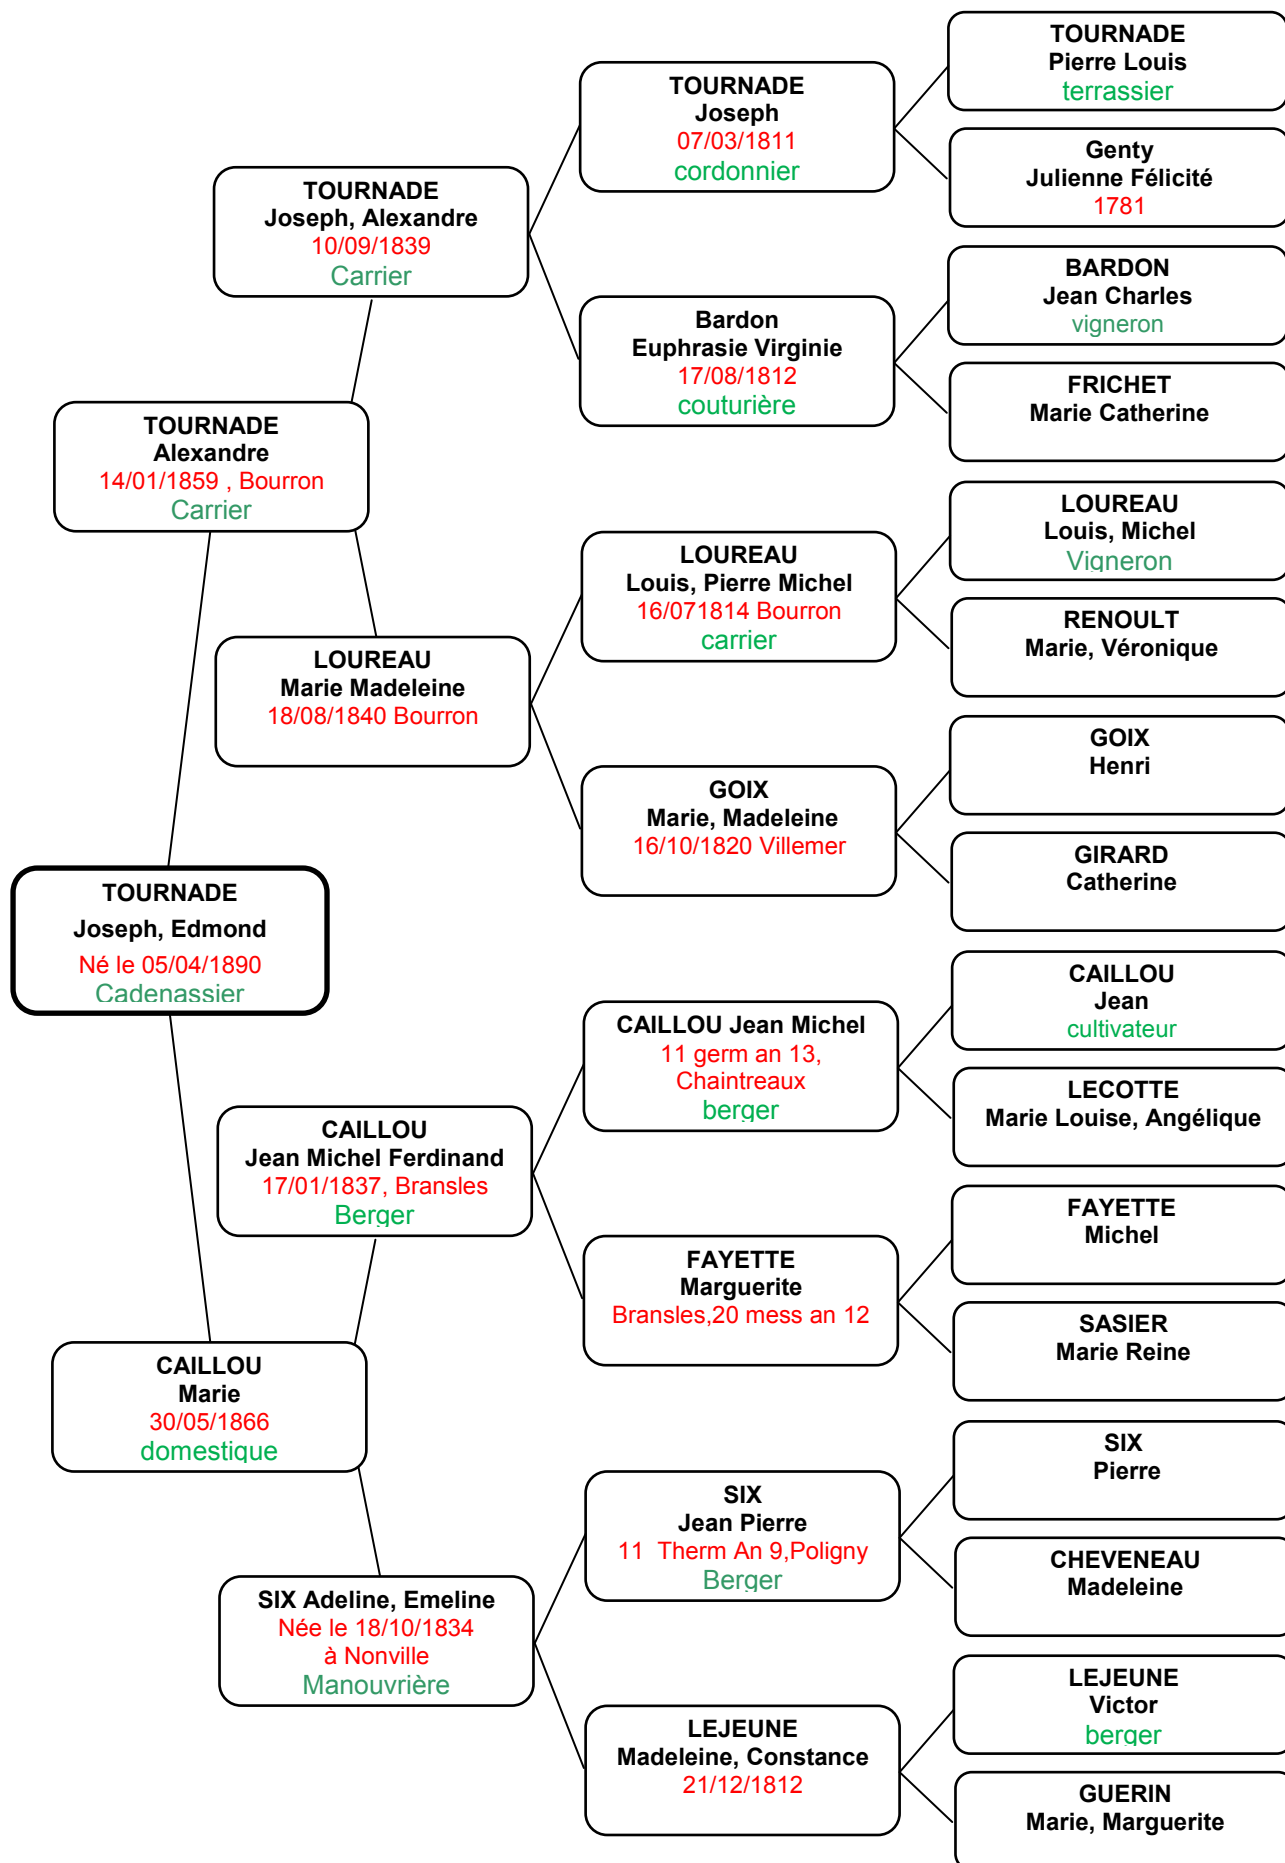 TOURNADE
Pierre Louis
terrassier
TOURNADE
Joseph
07/03/1811
cordonnier
Genty
Julienne Félicité
1781
TOURNADE
Joseph, Alexandre
10/09/1839
Carrier
BARDON
Jean Charles
vigneron
Bardon
Euphrasie Virginie
17/08/1812
couturière
FRICHET
Marie Catherine
TOURNADE
Alexandre
14/01/1859 , Bourron
Carrier
LOUREAU
Louis, Michel
Vigneron
LOUREAU
Louis, Pierre Michel
16/071814 Bourron
carrier
RENOULT
Marie, Véronique
LOUREAU
Marie Madeleine
18/08/1840 Bourron
GOIX
Henri
GOIX
Marie, Madeleine
16/10/1820 Villemer
GIRARD
Catherine
TOURNADE
Joseph, Edmond
Né le 05/04/1890
Cadenassier
CAILLOU
Jean
cultivateur
CAILLOU Jean Michel
11 germ an 13,
Chaintreaux
berger
LECOTTE
Marie Louise, Angélique
CAILLOU
Jean Michel Ferdinand
17/01/1837, Bransles
Berger
FAYETTE
Michel
FAYETTE
Marguerite
Bransles,20 mess an 12
SASIER
Marie Reine
CAILLOU
Marie
30/05/1866
domestique
SIX
Pierre
SIX
Jean Pierre
11 Therm An 9,Poligny
Berger
CHEVENEAU
Madeleine
SIX Adeline, Emeline
Née le 18/10/1834
à Nonville
Manouvrière
LEJEUNE
Victor
berger
LEJEUNE
Madeleine, Constance
21/12/1812
GUERIN
Marie, Marguerite